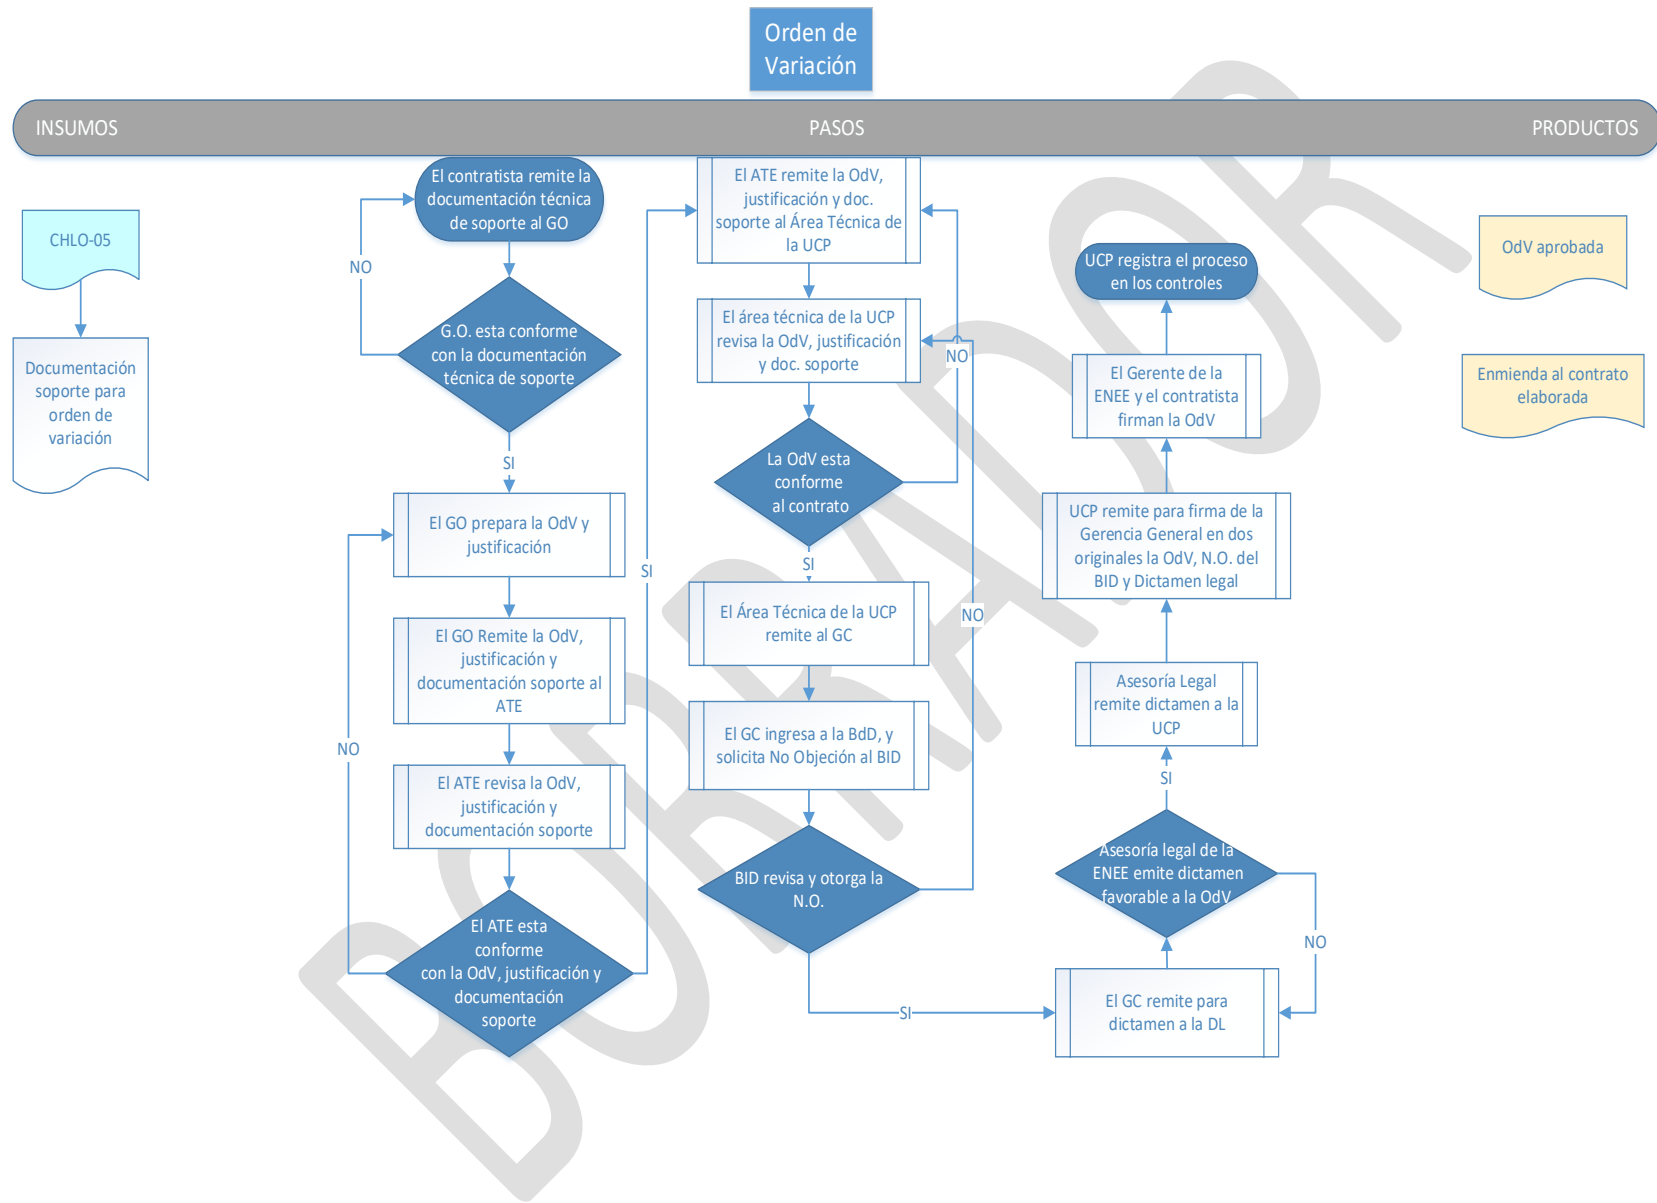 Orden de
Variación
INSUMOS
PASOS
PRODUCTOS
CHLO-05
Documentación
soporte para
orden de
variación
El contratista remite la
documentación técnica
de soporte al GO
NO
G.O. esta conforme
con la documentación
técnica de soporte
SI
El GO prepara la OdV y
justificación
El GO Remite la OdV,
justificación y
documentación soporte al
ATE
NO
El ATE revisa la OdV,
justificación y
documentación soporte
El ATE esta
conforme
con la OdV, justificación y
documentación
soporte
SI
El ATE remite la OdV,
justificación y doc.
soporte al Área Técnica de
la UCP
El área técnica de la UCP
revisa la OdV, justificación
y doc. soporte
NO
La OdV esta
conforme
al contrato
SI
El Área Técnica de la UCP
remite al GC
NO
El GC ingresa a la BdD, y
solicita No Objeción al BID
BID revisa y otorga la
N.O.
SI
UCP registra el proceso
en los controles
El Gerente de la
ENEE y el contratista
firman la OdV
UCP remite para firma de la
Gerencia General en dos
originales la OdV, N.O. del
BID y Dictamen legal
Asesoría Legal
remite dictamen a la
UCP
SI
Asesoría legal de la
ENEE emite dictamen
favorable a la OdV
NO
El GC remite para
dictamen a la DL
OdV aprobada
Enmienda al contrato
elaborada
BORRADOR